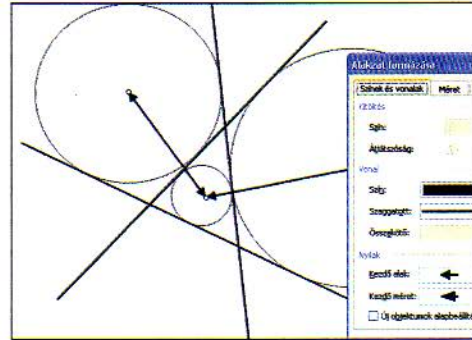 Alakzat formázása
Színek és vonalak Méret
Kitöltés
Szín:
Átlátszóság:
Vonal
Szín:
Szaggatott:
Összekötő:
Nyilak
Kezdő alak:
Kezdő méret:
Új objektumok alapbeállítá